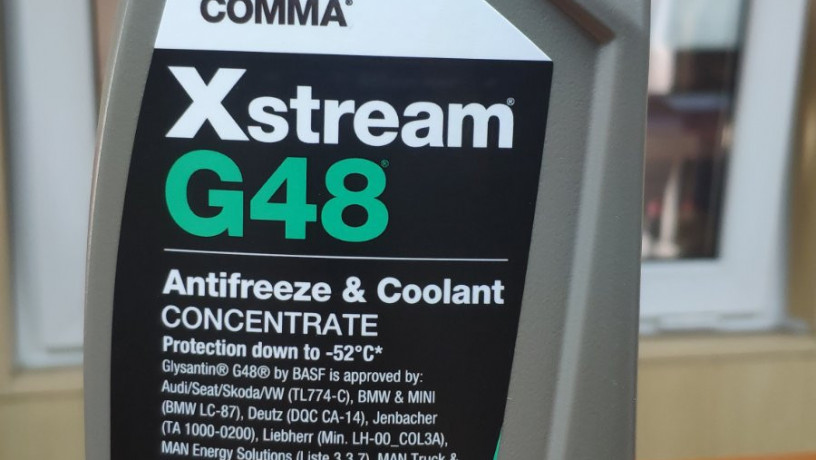 COMMA®
Xstream®
G48®
Antifreeze & Coolant
CONCENTRATE
Protection down to -52°C*
Glysantin® G48® by BASF is approved by:
Audi/Seat/Skoda/VW (TL774-C), BMW & MINI
(BMW LC-87), Deutz (DQC CA-14), Jenbacher
(TA 1000-0200), Liebherr (Min. LH-00_COL3A),
MAN Energy Solutions (Liste 3.3.7), MAN Truck &